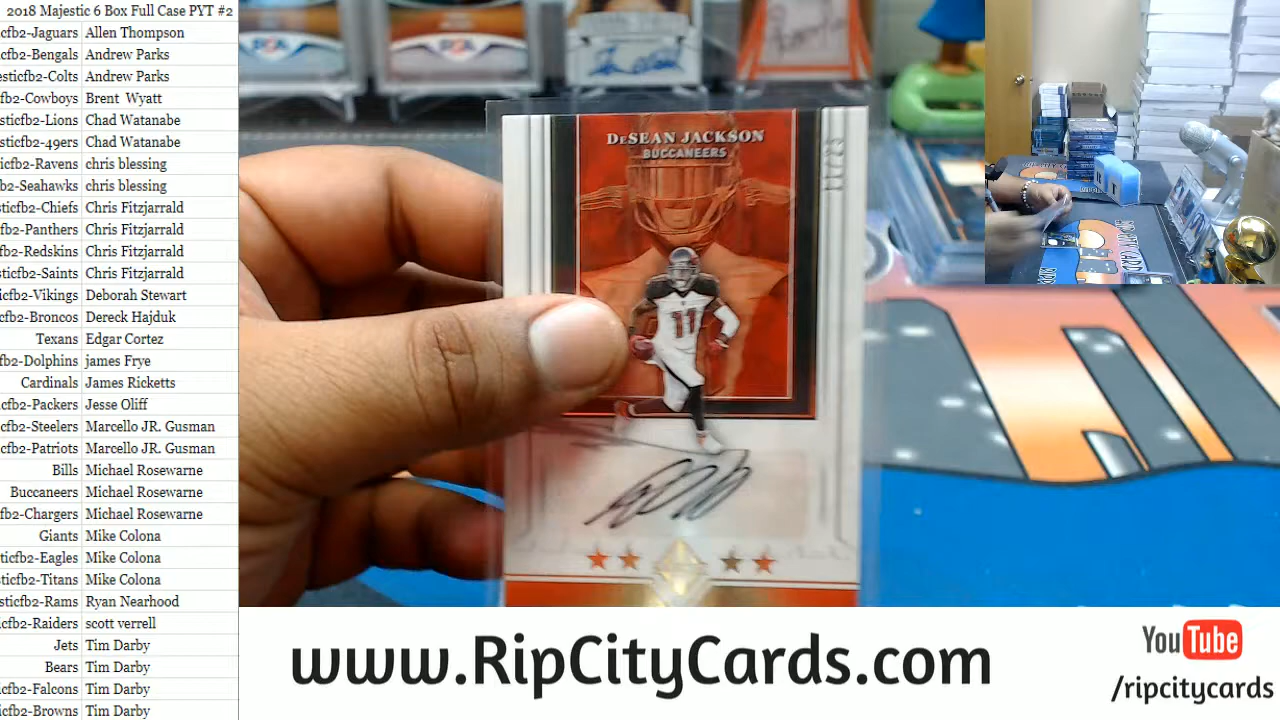 2018 Majestic 6 Box Full Case PYT #2
icfb2-Jaguars Allen Thompson
cfb2-Bengals Andrew Parks
esticfb2-Colts Andrew Parks
fb2-Cowboys Brent Wyatt
sticfb2-Lions Chad Watanabe
sticfb2-49ers Chad Watanabe
icfb2-Ravens chris blessing
fb2-Seahawks chris blessing
sticfb2-Chiefs Chris Fitzjarrald
fb2-Panthers Chris Fitzjarrald
fb2-Redskins Chris Fitzjarrald
sticfb2-Saints Chris Fitzjarrald
icfb2-Vikings Deborah Stewart
cfb2-Broncos Dereck Hajduk
Texans Edgar Cortez
fb2-Dolphins james Frye
Cardinals James Ricketts
cfb2-Packers Jesse Oliff
fb2-Steelers Marcello JR. Gusman
cfb2-Patriots Marcello JR. Gusman
Bills Michael Rosewarne
Buccaneers Michael Rosewarne
fb2-Chargers Michael Rosewarne
Giants Mike Colona
sticfb2-Eagles Mike Colona
sticfb2-Titans Mike Colona
sticfb2-Rams Ryan Nearhood
cfb2-Raiders scott verrell
Jets Tim Darby
Bears Tim Darby
icfb2-Falcons Tim Darby
cfb2-Browns Tim Darby
DESEAN JACKSON
BUCCANEERS
11
www.RipCityCards.com
YouTube
/ripcitycards